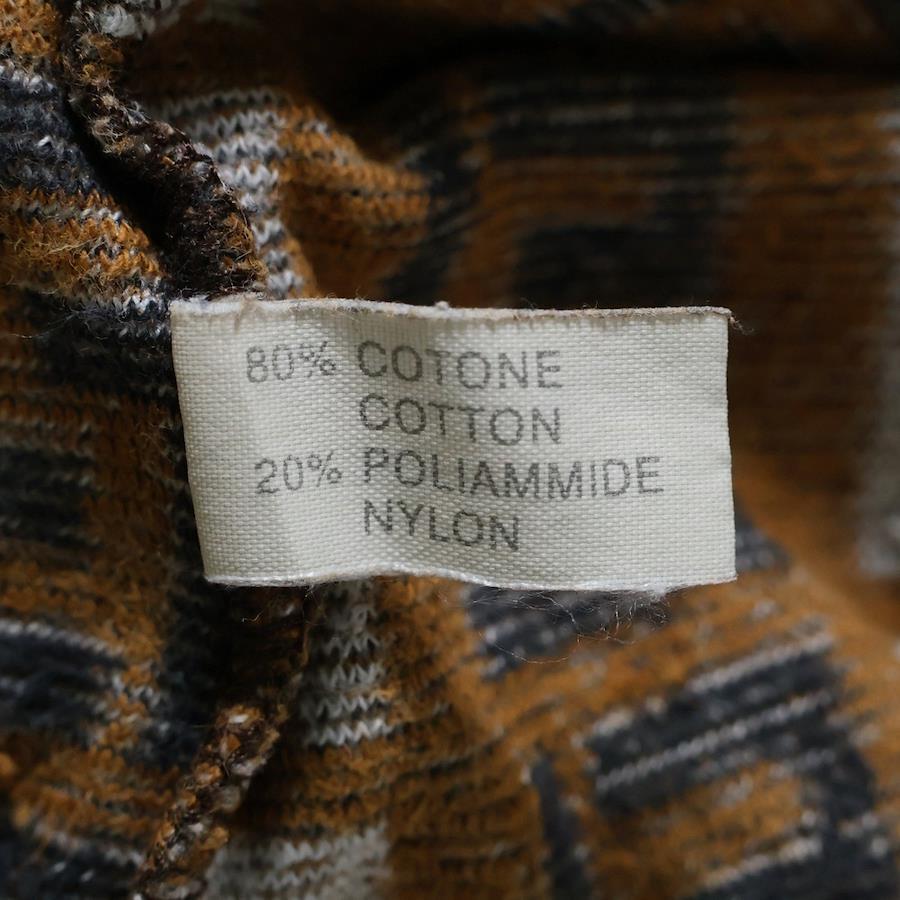 80% COTONE
COTTON
20% POLIAMMIDE
NYLON